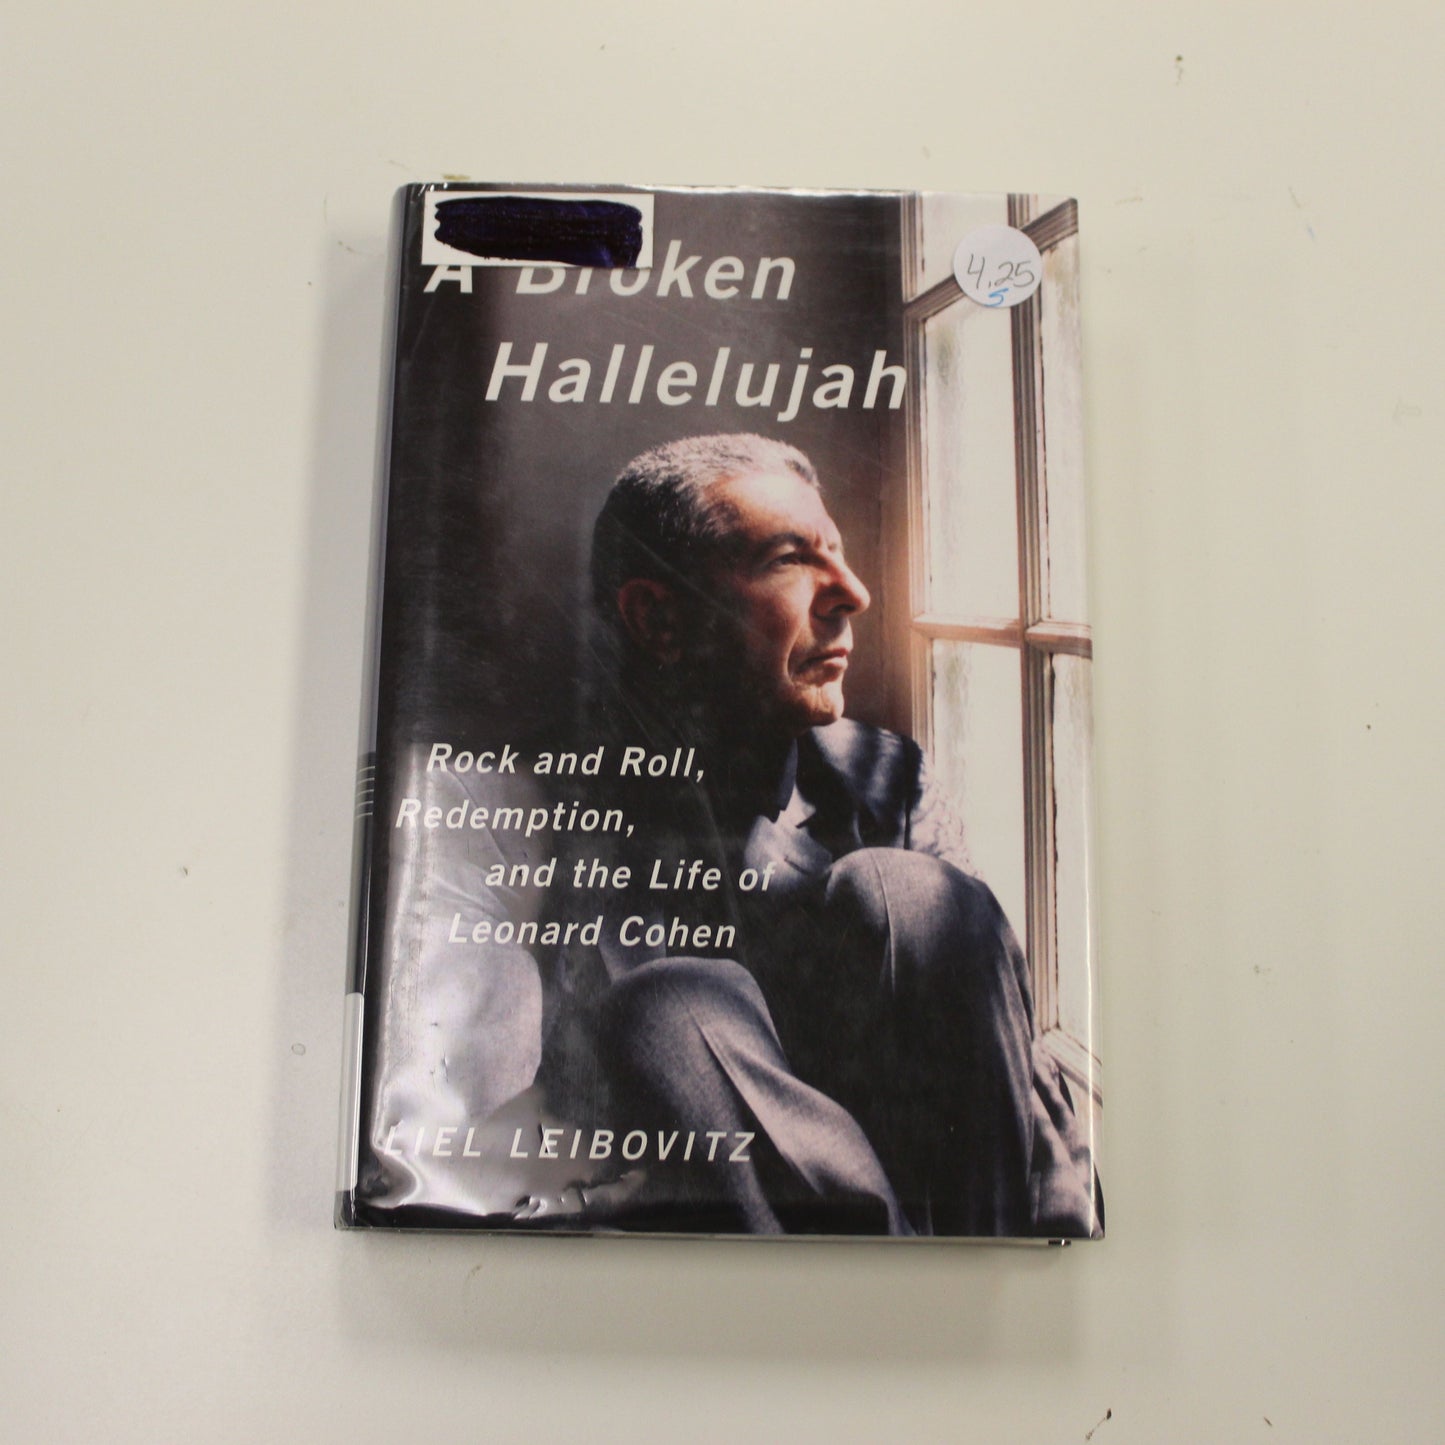 A Broken
4.25
5
Hallelujah
Rock and Roll,
Redemption,
and the Life of
Leonard Cohen
LIEL LEIBOVITZ